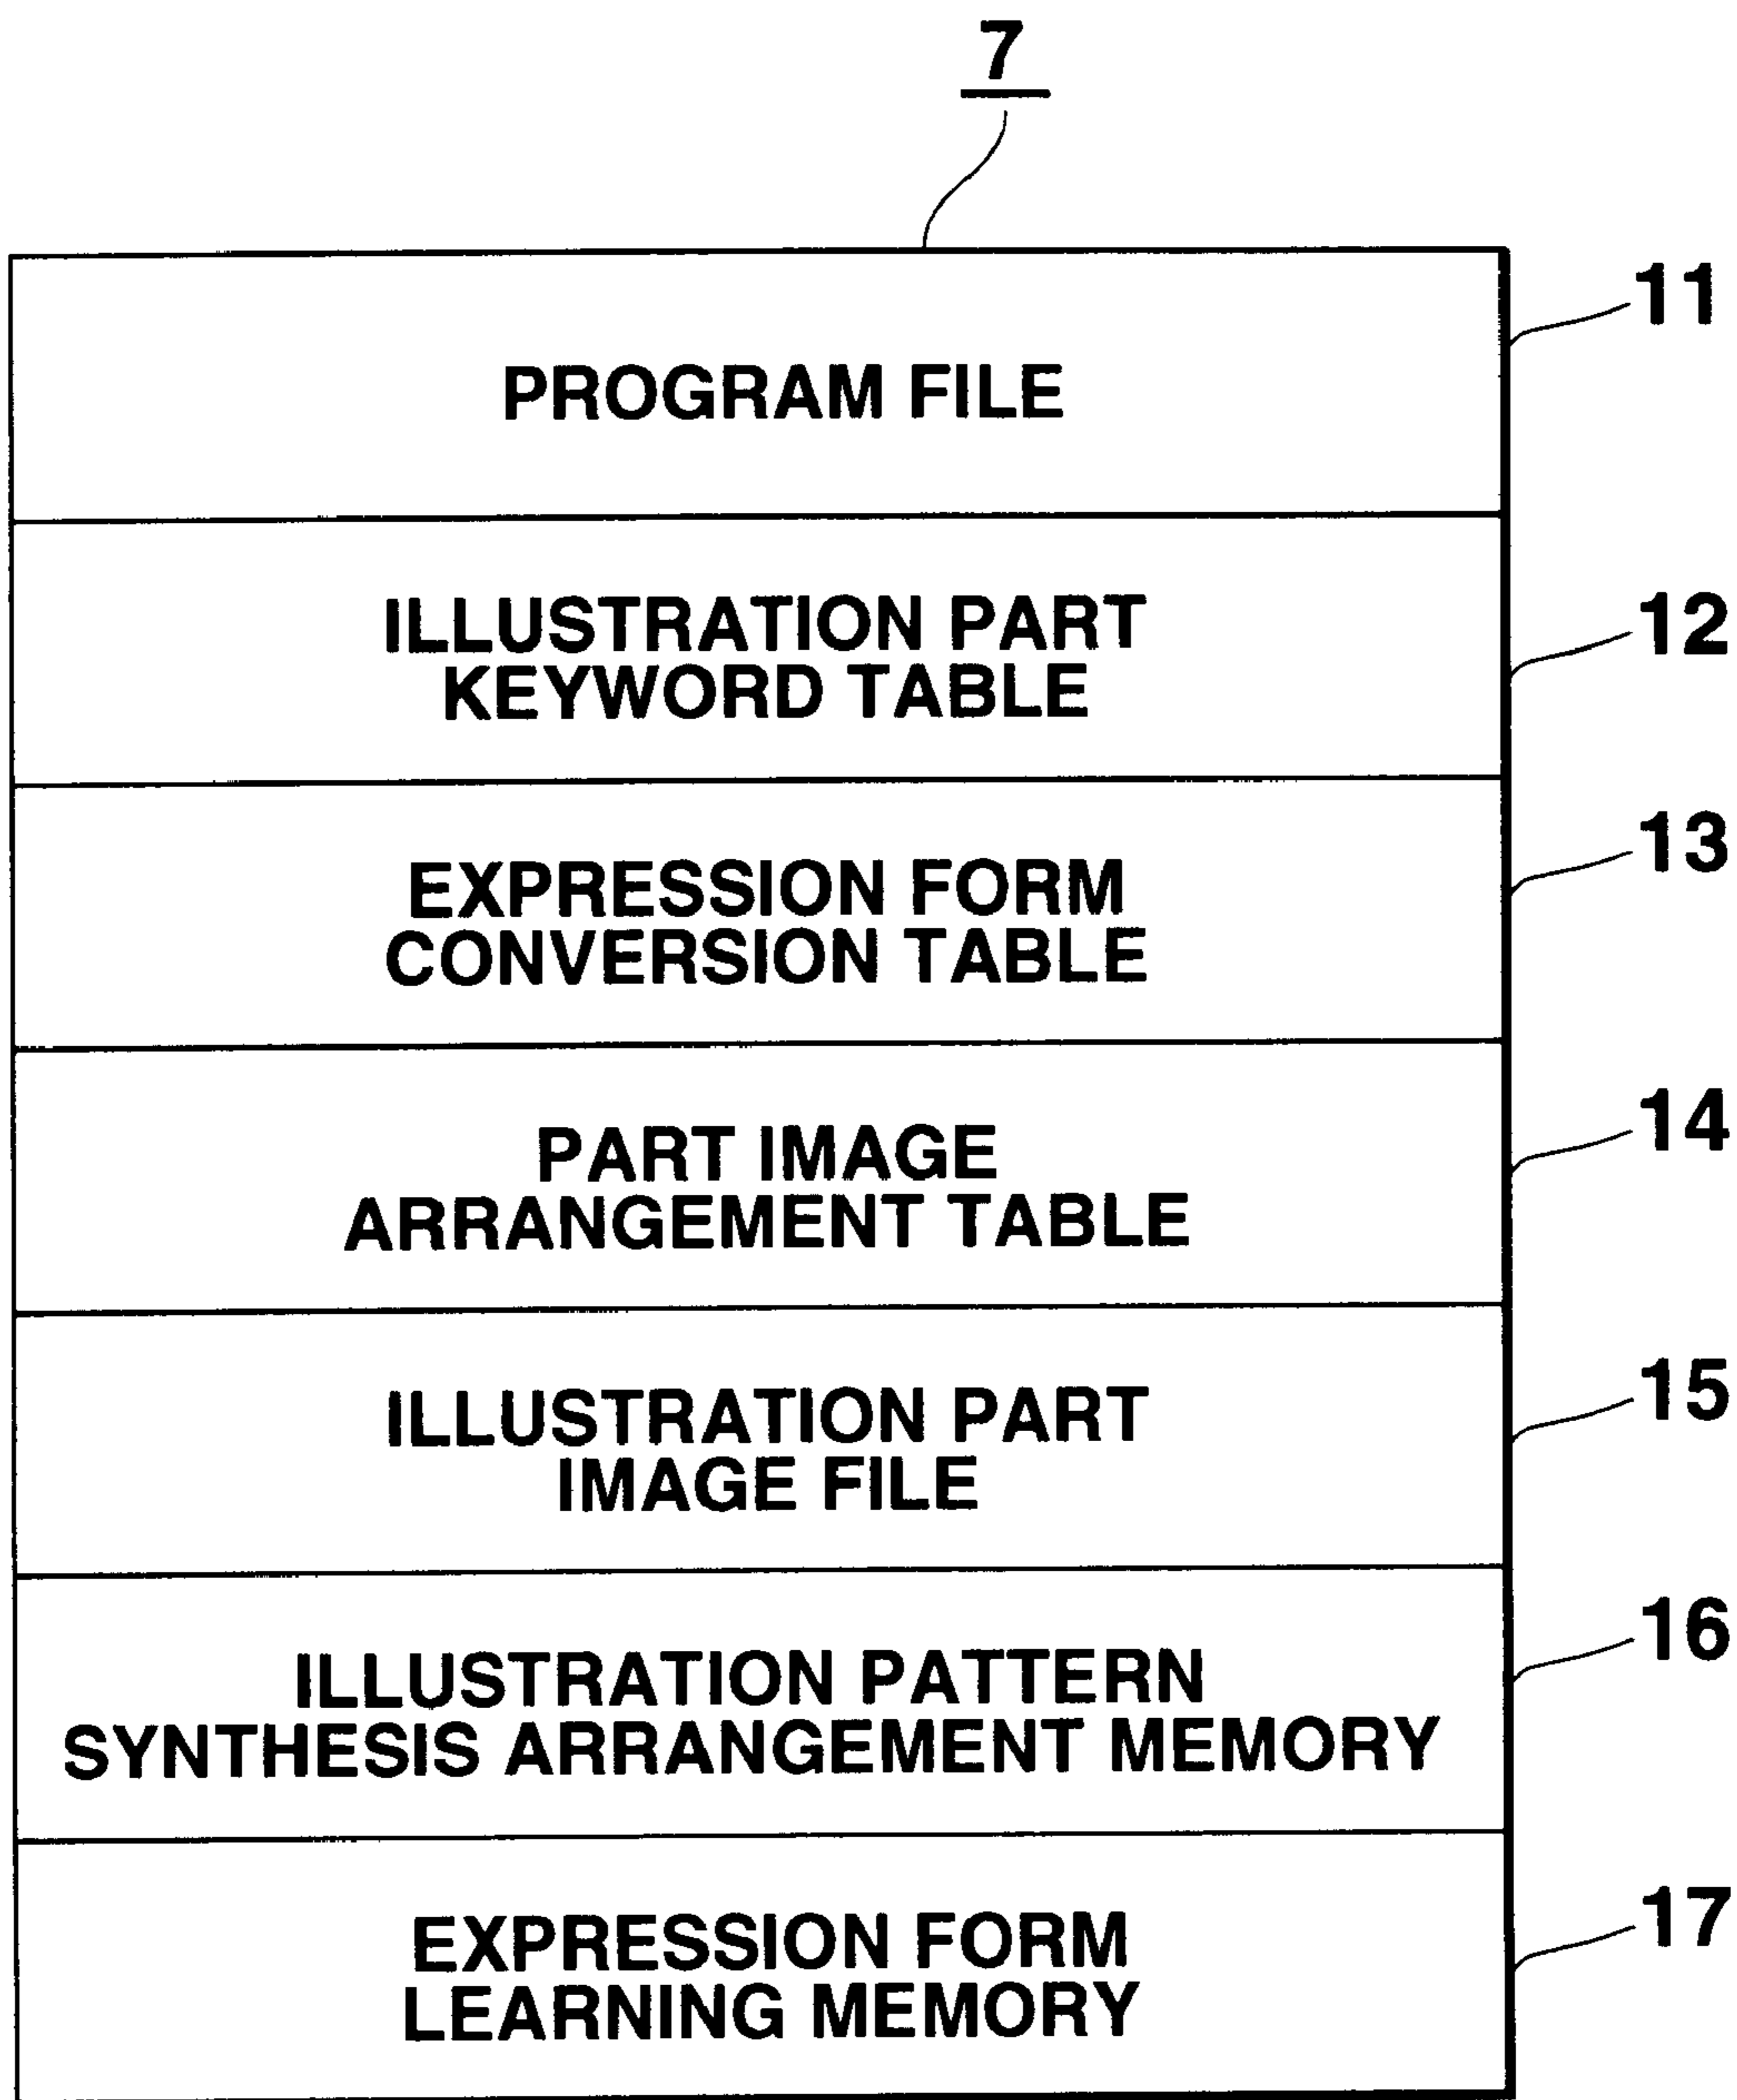 7
PROGRAM FILE
11
ILLUSTRATION PART
KEYWORD TABLE
12
EXPRESSION FORM
CONVERSION TABLE
13
PART IMAGE
ARRANGEMENT TABLE
14
ILLUSTRATION PART
IMAGE FILE
15
ILLUSTRATION PATTERN
SYNTHESIS ARRANGEMENT MEMORY
16
EXPRESSION FORM
LEARNING MEMORY
17